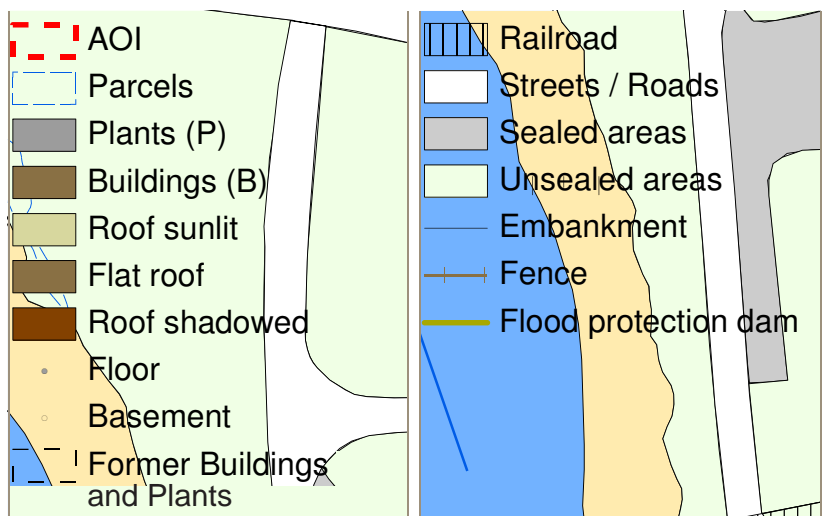 AOI
Parcels
Plants (P)
Buildings (B)
Roof sunlit
Flat roof
Roof shadowed
Floor
Basement
Former Buildings
and Plants
Railroad
Streets / Roads
Sealed areas
Unsealed areas
Embankment
Fence
Flood protection dam